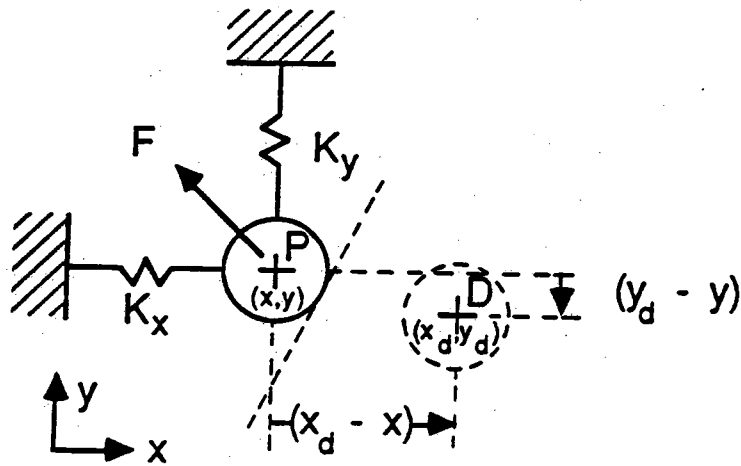 F
K_y
P
(x,y)
K_x
D
(x_d,y_d)
(y_d - y)
(x_d - x)
y
x